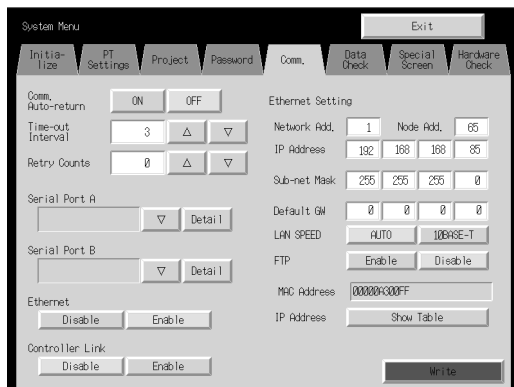 System Menu
Exit
Initia-
lize
PT
Settings
Project
Password
Comm.
Data
Check
Special
Screen
Hardware
Check
Comm.
Auto-return
ON OFF
Time-out
Interval
3 △ ▽
Retry Counts 0 △ ▽
Serial Port A
▽ Detail
Serial Port B
▽ Detail
Ethernet
Disable Enable
Controller Link
Disable Enable
Ethernet Setting
Network Add. 1 Node Add. 65
IP Address 192 168 168 85
Sub-net Mask 255 255 255 0
Default GW 0 0 0 0
LAN SPEED AUTO 10BASE-T
FTP Enable Disable
MAC Address 00000A300FF
IP Address Show Table
Write